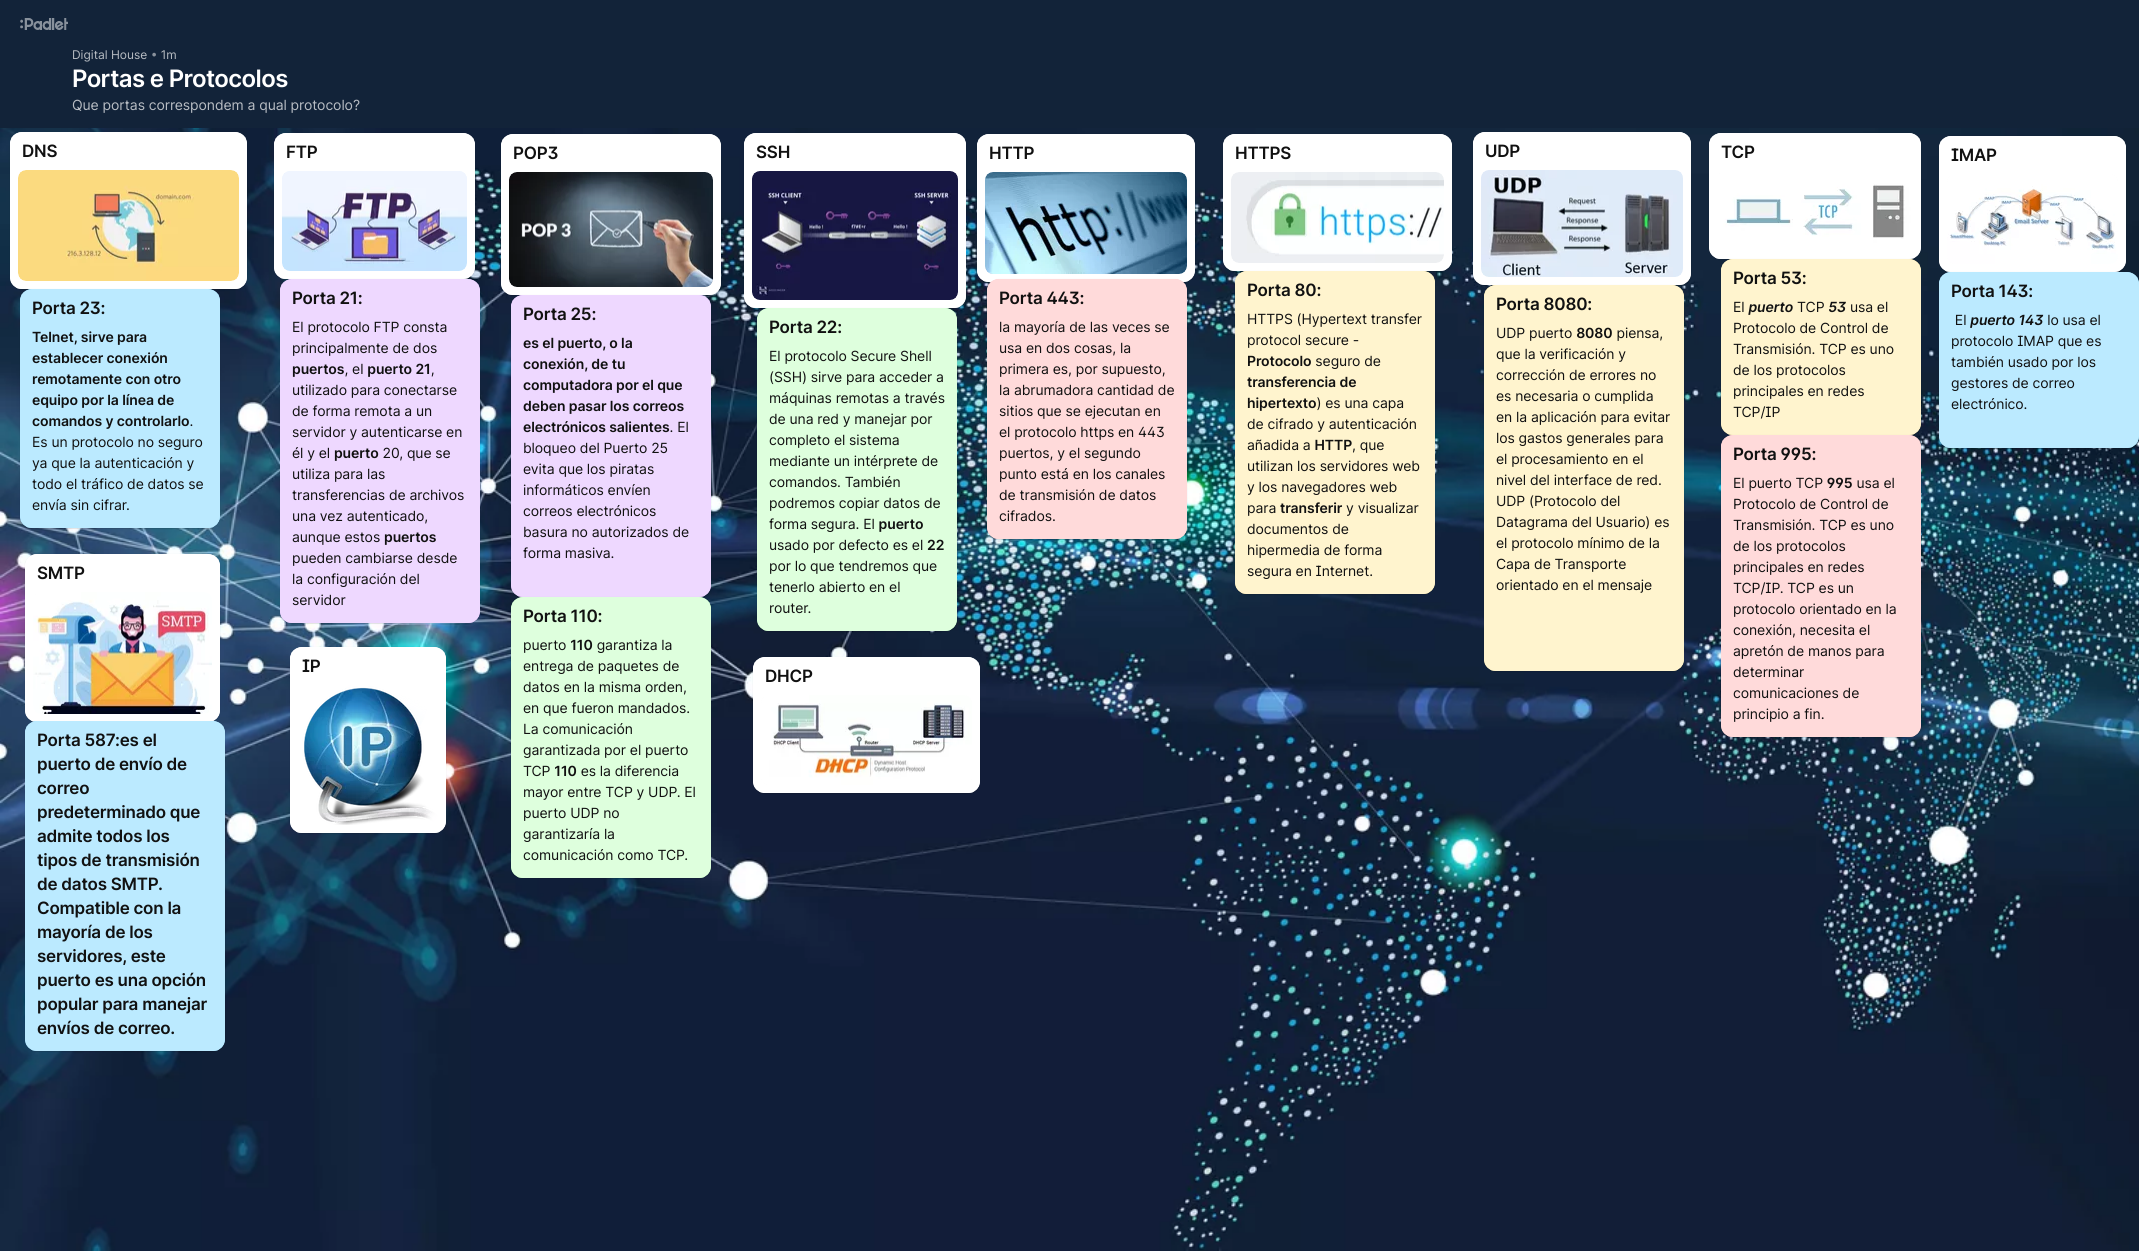 :Padlet
Digital House • 1m
Portas e Protocolos
Que portas correspondem a qual protocolo?
DNS
domain.com
216.3.128.12
Porta 23:
Telnet, sirve para
establecer conexión
remotamente con otro
equipo por la línea de
comandos y controlarlo.
Es un protocolo no seguro
ya que la autenticación y
todo el tráfico de datos se
envía sin cifrar.
SMTP
SMTP
Porta 587:es el
puerto de envío de
correo
predeterminado que
admite todos los
tipos de transmisión
de datos SMTP.
Compatible con la
mayoría de los
servidores, este
puerto es una opción
popular para manejar
envíos de correo.
FTP
FTP
Porta 21:
El protocolo FTP consta
principalmente de dos
puertos, el puerto 21,
utilizado para conectarse
de forma remota a un
servidor y autenticarse en
él y el puerto 20, que se
utiliza para las
transferencias de archivos
una vez autenticado,
aunque estos puertos
pueden cambiarse desde
la configuración del
servidor
IP
IP
POP3
POP 3
Porta 25:
es el puerto, o la
conexión, de tu
computadora por el que
deben pasar los correos
electrónicos salientes. El
bloqueo del Puerto 25
evita que los piratas
informáticos envíen
correos electrónicos
basura no autorizados de
forma masiva.
Porta 110:
puerto 110 garantiza la
entrega de paquetes de
datos en la misma orden,
en que fueron mandados.
La comunicación
garantizada por el puerto
TCP 110 es la diferencia
mayor entre TCP y UDP. El
puerto UDP no
garantizaría la
comunicación como TCP.
SSH
SSH CLIENT
SSH SERVER
Hello !
Hello !
Porta 22:
El protocolo Secure Shell
(SSH) sirve para acceder a
máquinas remotas a través
de una red y manejar por
completo el sistema
mediante un intérprete de
comandos. También
podremos copiar datos de
forma segura. El puerto
usado por defecto es el 22
por lo que tendremos que
tenerlo abierto en el
router.
DHCP
DHCP Client
Router
DHCP Server
DHCP
Dynamic Host
Configuration Protocol
HTTP
http://www
Porta 443:
la mayoría de las veces se
usa en dos cosas, la
primera es, por supuesto,
la abrumadora cantidad de
sitios que se ejecutan en
el protocolo https en 443
puertos, y el segundo
punto está en los canales
de transmisión de datos
cifrados.
HTTPS
https://
Porta 80:
HTTPS (Hypertext transfer
protocol secure -
Protocolo seguro de
transferencia de
hipertexto) es una capa
de cifrado y autenticación
añadida a HTTP, que
utilizan los servidores web
y los navegadores web
para transferir y visualizar
documentos de
hipermedia de forma
segura en Internet.
UDP
UDP
Request
Response
Response
Client
Server
Porta 8080:
UDP puerto 8080 piensa,
que la verificación y
corrección de errores no
es necesaria o cumplida
en la aplicación para evitar
los gastos generales para
el procesamiento en el
nivel del interface de red.
UDP (Protocolo del
Datagrama del Usuario) es
el protocolo mínimo de la
Capa de Transporte
orientado en el mensaje
TCP
TCP
Porta 53:
El puerto TCP 53 usa el
Protocolo de Control de
Transmisión. TCP es uno
de los protocolos
principales en redes
TCP/IP
Porta 995:
El puerto TCP 995 usa el
Protocolo de Control de
Transmisión. TCP es uno
de los protocolos
principales en redes
TCP/IP. TCP es un
protocolo orientado en la
conexión, necesita el
apretón de manos para
determinar
comunicaciones de
principio a fin.
IMAP
Email Server
Desktop PC
Desktop PC
Porta 143:
El puerto 143 lo usa el
protocolo IMAP que es
también usado por los
gestores de correo
electrónico.